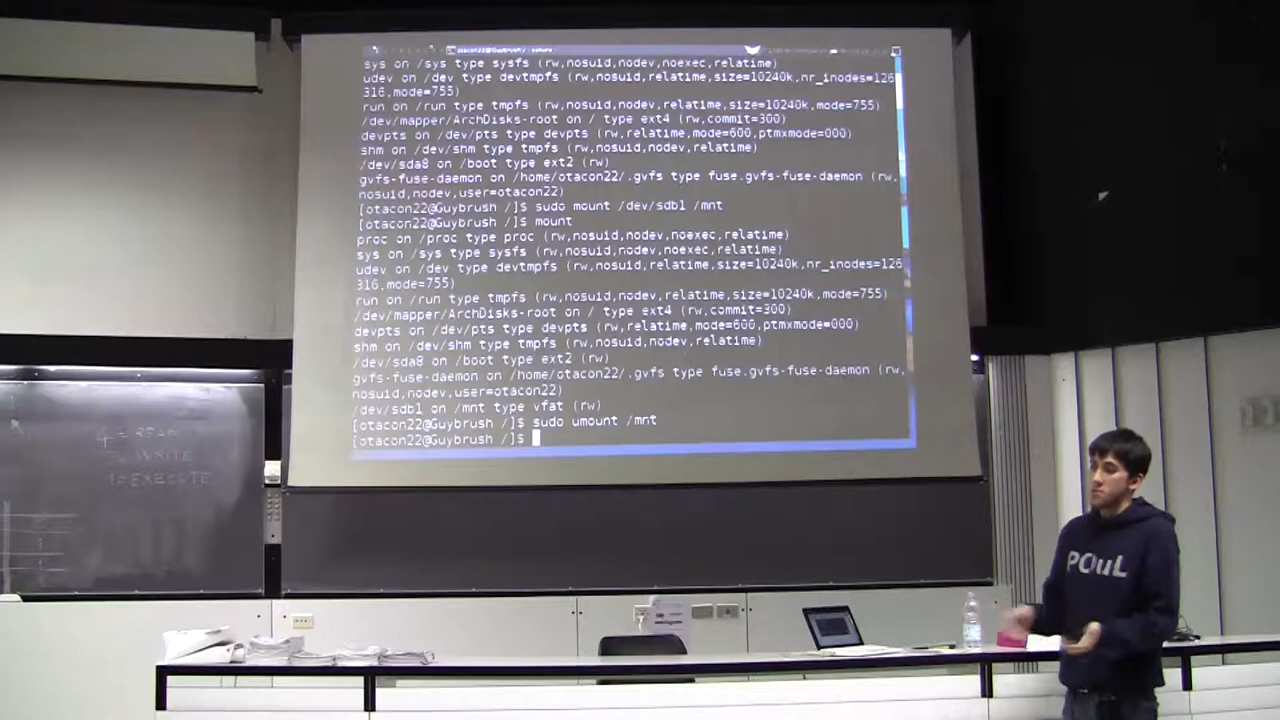 sys on /sys type sysfs (rw,nosuid,nodev,noexec,relatime)
udev on /dev type devtmpfs (rw,nosuid,relatime,size=10240k,nr_inodes=126
316,mode=755)
run on /run type tmpfs (rw,nosuid,nodev,relatime,size=10240k,mode=755)
/dev/mapper/ArchDisks-root on / type ext4 (rw,commit=300)
devpts on /dev/pts type devpts (rw,relatime,mode=600,ptmxmode=000)
shm on /dev/shm type tmpfs (rw,nosuid,nodev,relatime)
/dev/sda8 on /boot type ext2 (rw)
gvfs-fuse-daemon on /home/otacon22/.gvfs type fuse.gvfs-fuse-daemon (rw,
nosuid,nodev,user=otacon22)
[otacon22@Guybrush /]$ sudo mount /dev/sdb1 /mnt
[otacon22@Guybrush /]$ mount
proc on /proc type proc (rw,nosuid,nodev,noexec,relatime)
sys on /sys type sysfs (rw,nosuid,nodev,noexec,relatime)
udev on /dev type devtmpfs (rw,nosuid,relatime,size=10240k,nr_inodes=126
316,mode=755)
run on /run type tmpfs (rw,nosuid,nodev,relatime,size=10240k,mode=755)
/dev/mapper/ArchDisks-root on / type ext4 (rw,commit=300)
devpts on /dev/pts type devpts (rw,relatime,mode=600,ptmxmode=000)
shm on /dev/shm type tmpfs (rw,nosuid,nodev,relatime)
/dev/sda8 on /boot type ext2 (rw)
gvfs-fuse-daemon on /home/otacon22/.gvfs type fuse.gvfs-fuse-daemon (rw,
nosuid,nodev,user=otacon22)
/dev/sdb1 on /mnt type vfat (rw)
[otacon22@Guybrush /]$ sudo umount /mnt
[otacon22@Guybrush /]$
4 = READ
WRITE
1=EXECUTE
POuL